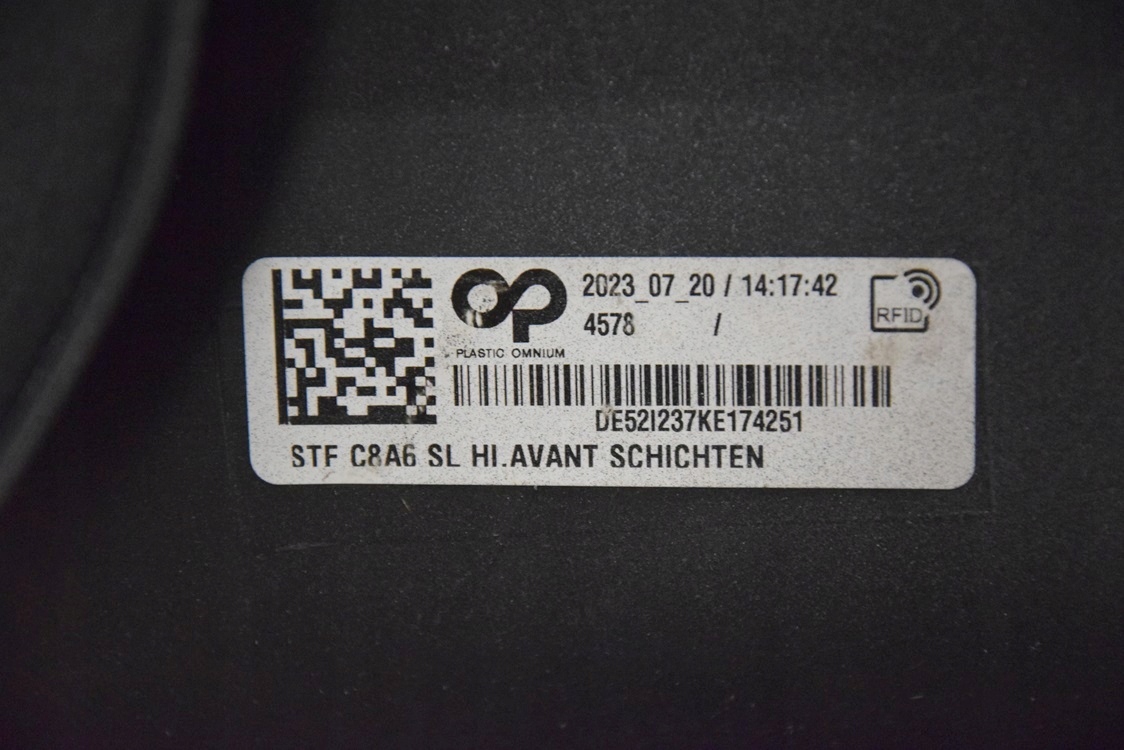 2023_07_20 / 14:17:42
4578 /
RFID
PLASTIC OMNIUM
DE52I237KE174251
STF C8A6 SL HI.AVANT SCHICHTEN